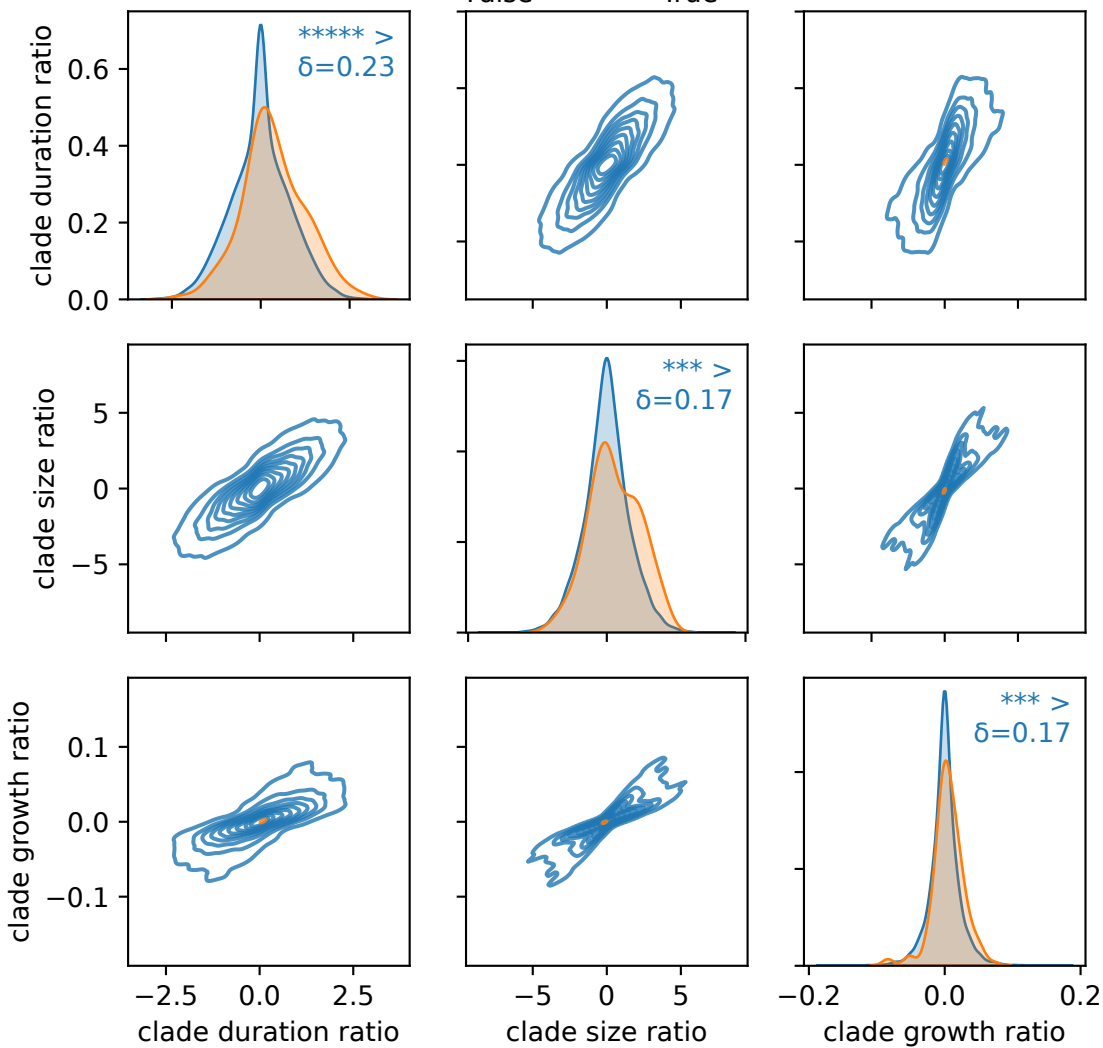 clade duration ratio
0.6
0.4
0.2
0.0
***** >
δ=0.23
clade size ratio
5
0
−5
*** >
δ=0.17
clade growth ratio
0.1
0.0
−0.1
*** >
δ=0.17
−2.5 0.0 2.5
−5 0 5
−0.2 0.0 0.2
clade duration ratio
clade size ratio
clade growth ratio